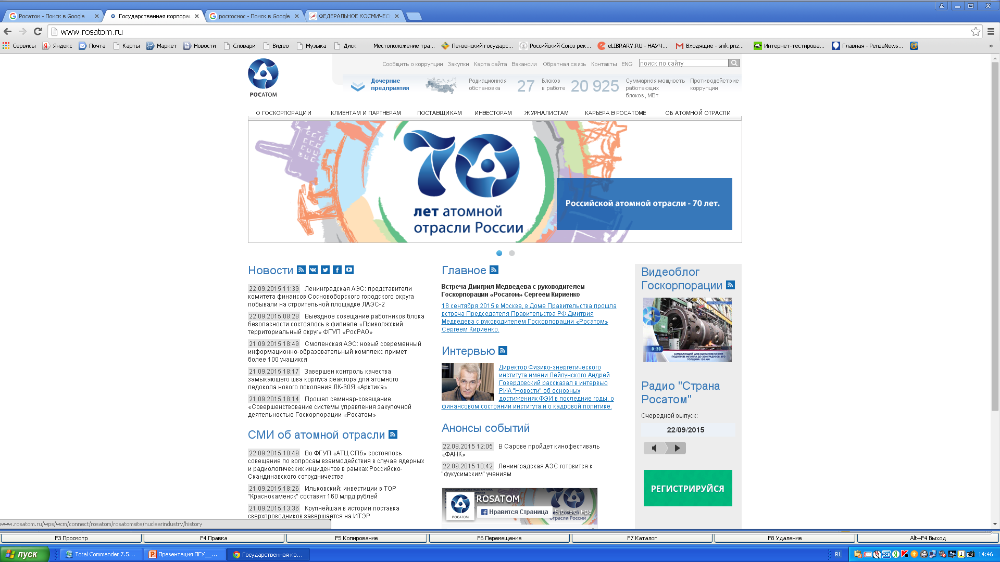 Росатом - Поиск в Google
Государственная корпора
роскосмос - Поиск в Google
ФЕДЕРАЛЬНОЕ КОСМИЧЕС
www.rosatom.ru
Сервисы
Яндекс
Почта
Карты
Маркет
Новости
Словари
Видео
Музыка
Диск
Местоположение тра...
Пензенский государс...
Российский Союз рек...
eLIBRARY.RU - НАУЧ...
Входящие - smk.pnz...
Интернет-тестирова...
Главная - PenzaNews...
»
РОСАТОМ
Сообщить о коррупции Закупки Карта сайта Вакансии Обратная связь Контакты ENG
поиск по сайту
Дочерние
предприятия
Радиационная
обстановка
27
Блоков
в работе
20 925
Суммарная мощность
работающих
блоков, МВт
Противодействие
коррупции
О ГОСКОРПОРАЦИИ
КЛИЕНТАМ И ПАРТНЕРАМ
ПОСТАВЩИКАМ
ИНВЕСТОРАМ
ЖУРНАЛИСТАМ
КАРЬЕРА В РОСАТОМЕ
ОБ АТОМНОЙ ОТРАСЛИ
70
лет атомной
отрасли России
Российской атомной отрасли - 70 лет.
Новости
22.09.2015 11:39 Ленинградская АЭС: представители
комитета финансов Сосновоборского городского округа
побывали на строительной площадке ЛАЭС-2
22.09.2015 08:28 Выездное совещание работников блока
безопасности состоялось в филиале «Приволжский
территориальный округ» ФГУП «РосРАО»
21.09.2015 18:49 Смоленская АЭС: новый современный
информационно-образовательный комплекс примет
более 100 учащихся
21.09.2015 18:17 Завершен контроль качества
замыкающего шва корпуса реактора для атомного
ледокола нового поколения ЛК-60Я «Арктика»
21.09.2015 18:14 Прошел семинар-совещание
«Совершенствование системы управления закупочной
деятельностью Госкорпорации «Росатом»
СМИ об атомной отрасли
22.09.2015 10:49 Во ФГУП «АТЦ СПб» состоялось
совещание по вопросам взаимодействия в случае ядерных
и радиологических инцидентов в рамках Российско-
Скандинавского сотрудничества
21.09.2015 18:26 Ильковский: инвестиции в ТОР
"Краснокаменск" составят 160 млрд рублей
21.09.2015 13:36 Крупнейшая в истории поставка
сверхпроводников завершается на ИТЭР
Главное
Встреча Дмитрия Медведева с руководителем
Госкорпорации «Росатом» Сергеем Кириенко
18 сентября 2015 в Москве, в Доме Правительства прошла
встреча Председателя Правительства РФ Дмитрия
Медведева с руководителем Госкорпорации «Росатом»
Сергеем Кириенко.
Интервью
Директор Физико-энергетического
института имени Лейпунского Андрей
Говердовский рассказал в интервью
РИА "Новости" об основных
достижениях ФЭИ в последние годы, о
финансовом состоянии института и о кадровой политике.
Анонсы событий
22.09.2015 12:05 В Сарове пройдет кинофестиваль
«ФАНК»
22.09.2015 10:42 Ленинградская АЭС готовится к
"фукусимским" учениям
РОСАТОМ
ROSATOM
Нравится Страница
9,6 тыс. нра
отрасли России
Видеоблог
Госкорпорации
0:20
ЗАМЫКАЮЩИЙ ШОВ ВЫПОЛНЯЕТСЯ ПРИ
ПОДОГРЕВЕ МЕТАЛЛА ДО 200 ГРАДУСОВ, ЕГО
ТОЛЩИНА 150 ММ
Радио "Страна
Росатом"
Очередной выпуск:
22/09/2015
РЕГИСТРИРУЙСЯ
www.rosatom.ru/wps/wcm/connect/rosatom/rosatomsite/nuclearindustry/history
F3 Просмотр
F4 Правка
F5 Копирование
F6 Перемещение
F7 Каталог
F8 Удаление
Alt+F4 Выход
пуск
Total Commander 7.5...
Презентация ПГУ__...
Государственная ко...
RL
14:46